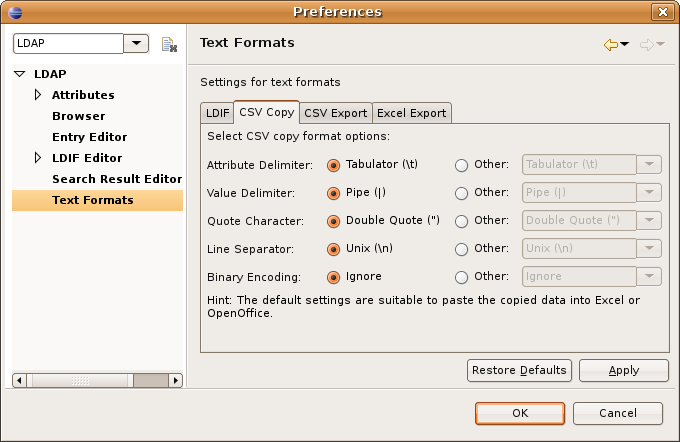 Preferences
LDAP
Text Formats
Settings for text formats
LDAP
Attributes
Browser
Entry Editor
LDIF Editor
Search Result Editor
Text Formats
LDIF CSV Copy CSV Export Excel Export
Select CSV copy format options:
Attribute Delimiter: Tabulator (\t) Other: Tabulator (\t)
Value Delimiter: Pipe (|) Other: Pipe (|)
Quote Character: Double Quote (") Other: Double Quote (")
Line Separator: Unix (\n) Other: Unix (\n)
Binary Encoding: Ignore Other: Ignore
Hint: The default settings are suitable to paste the copied data into Excel or
OpenOffice.
Restore Defaults Apply
OK Cancel